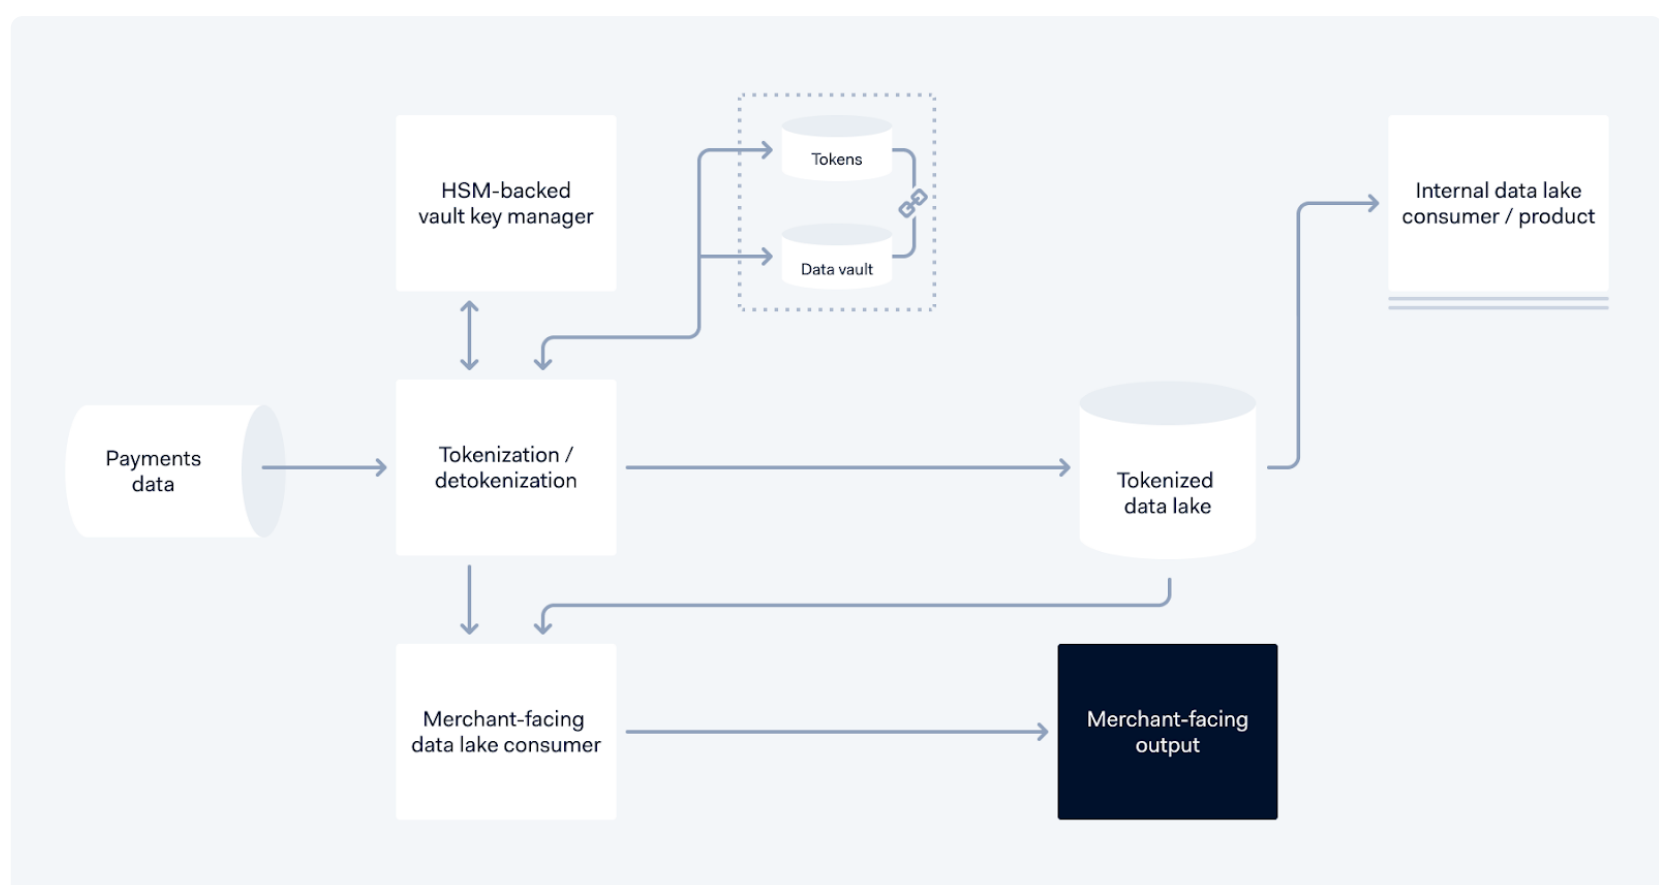 HSM-backed
vault key manager
Tokens
Data vault
Internal data lake
consumer / product
Payments
data
Tokenization /
detokenization
Tokenized
data lake
Merchant-facing
data lake consumer
Merchant-facing
output